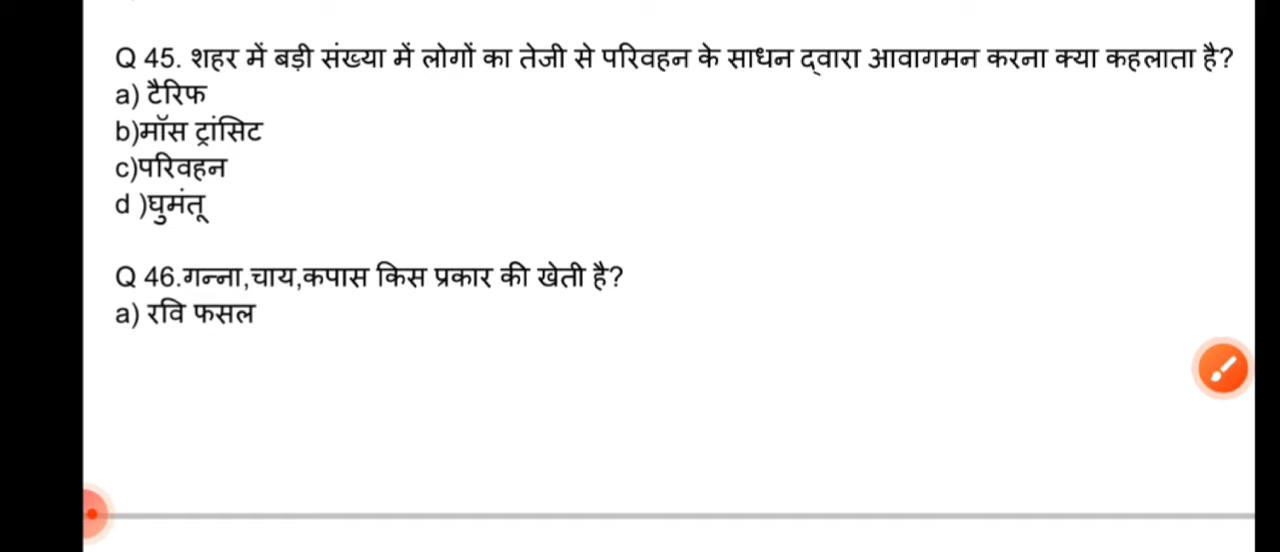 Q 45. शहर में बड़ी संख्या में लोगों का तेजी से परिवहन के साधन द्वारा आवागमन करना क्या कहलाता है?
a) टैरिफ
b)मॉस ट्रांसिट
c)परिवहन
d )घुमंतू
Q 46.गन्ना,चाय,कपास किस प्रकार की खेती है?
a) रवि फसल